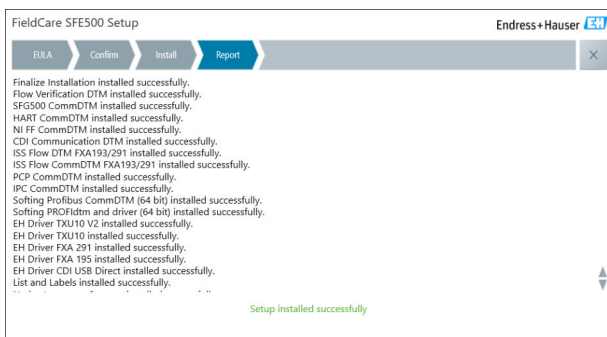 FieldCare SFE500 Setup
Endress+Hauser EH
EULA
Confirm
Install
Report
Finalize Installation installed successfully.
Flow Verification DTM installed successfully.
SFG500 CommDTM installed successfully.
HART CommDTM installed successfully.
NI FF CommDTM installed successfully.
CDI Communication DTM installed successfully.
ISS Flow DTM FXA193/291 installed successfully.
ISS Flow CommDTM FXA193/291 installed successfully.
PCP CommDTM installed successfully.
IPC CommDTM installed successfully.
Softing Profibus CommDTM (64 bit) installed successfully.
Softing PROFIdtm and driver (64 bit) installed successfully.
EH Driver TXU10 V2 installed successfully.
EH Driver TXU10 installed successfully.
EH Driver FXA 291 installed successfully.
EH Driver FXA 195 installed successfully.
EH Driver CDI USB Direct installed successfully.
List and Labels installed successfully.
Setup installed successfully